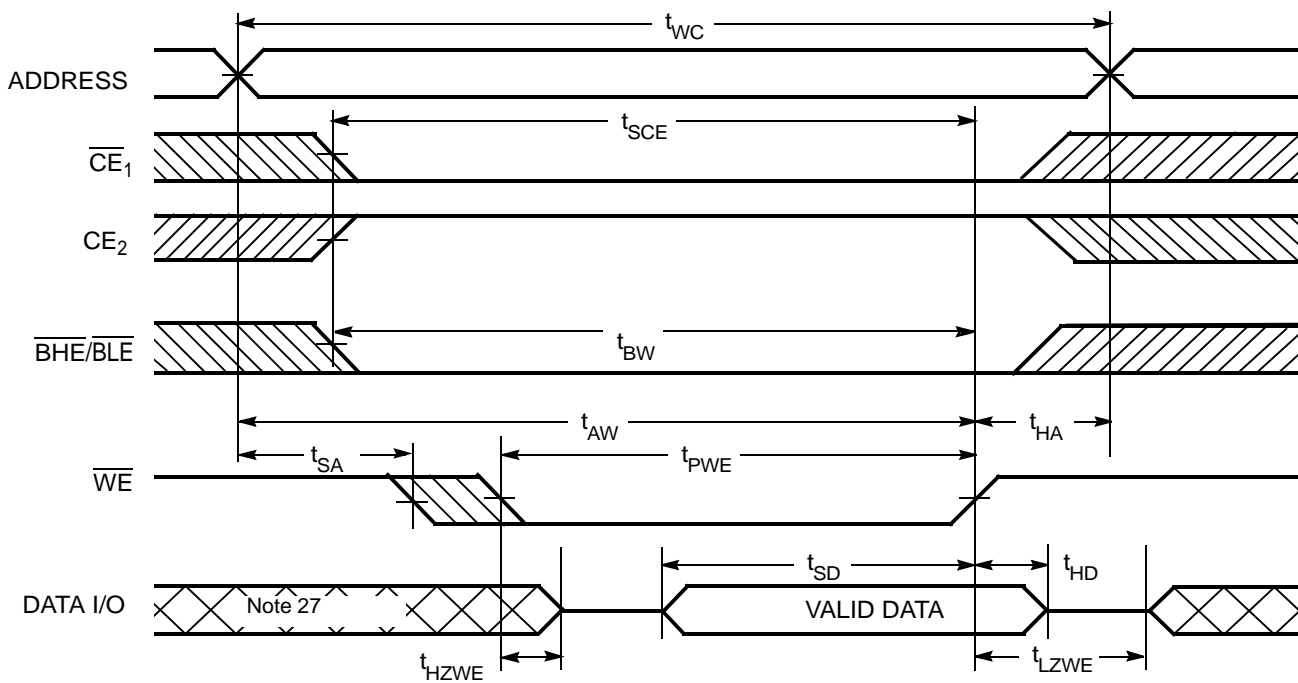 tWC
ADDRESS
tSCE
CE1
CE2
BHE/BLE
tBW
tAW
tHA
tSA
tPWE
WE
tSD
tHD
DATA I/O
Note 27
VALID DATA
tHZWE
tLZWE